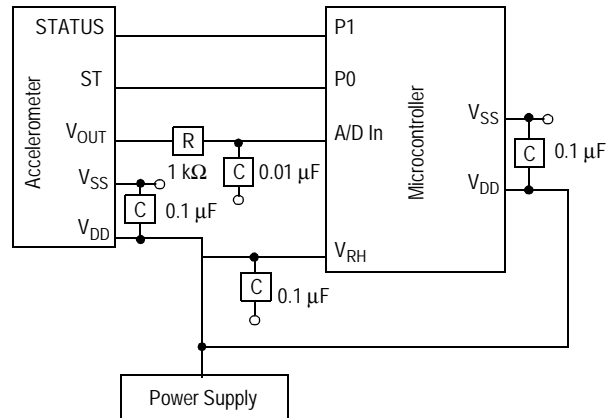 STATUS
ST
VOUT
VSS
VDD
Accelerometer
R
1 kΩ
C
0.01 µF
C
0.1 µF
C
0.1 µF
P1
P0
A/D In
VRH
Microcontroller
VSS
VDD
C
0.1 µF
Power Supply